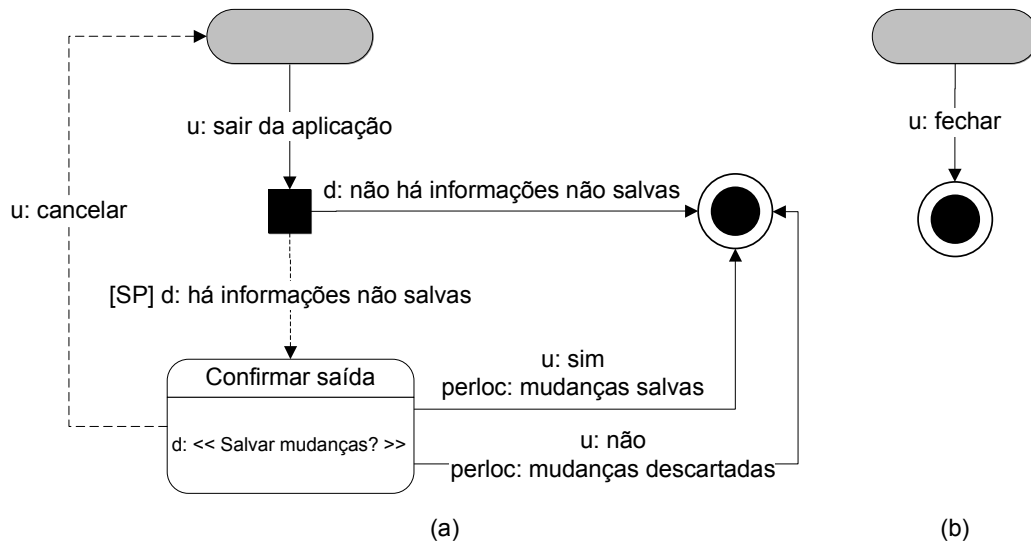 u: sair da aplicação
u: fechar
d: não há informações não salvas
u: cancelar
[SP] d: há informações não salvas
Confirmar saída
d: << Salvar mudanças? >>
u: sim
perloc: mudanças salvas
u: não
perloc: mudanças descartadas
(a)
(b)